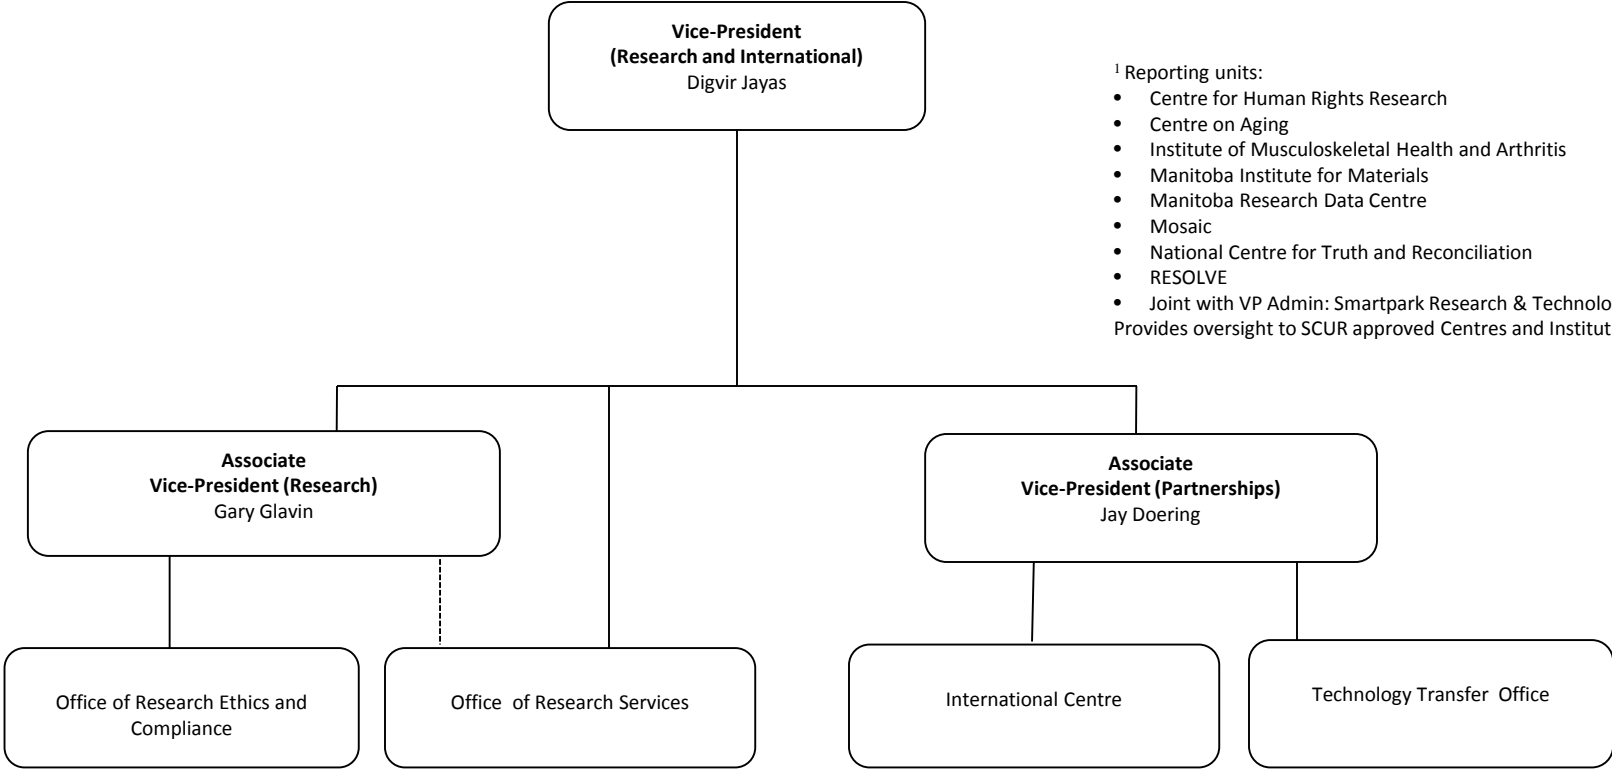 Vice-President
(Research and International)
Digvir Jayas
¹ Reporting units:
• Centre for Human Rights Research
• Centre on Aging
• Institute of Musculoskeletal Health and Arthritis
• Manitoba Institute for Materials
• Manitoba Research Data Centre
• Mosaic
• National Centre for Truth and Reconciliation
• RESOLVE
• Joint with VP Admin: Smartpark Research & Technolo
Provides oversight to SCUR approved Centres and Institut
Associate
Vice-President (Research)
Gary Glavin
Associate
Vice-President (Partnerships)
Jay Doering
Office of Research Ethics and
Compliance
Office of Research Services
International Centre
Technology Transfer Office